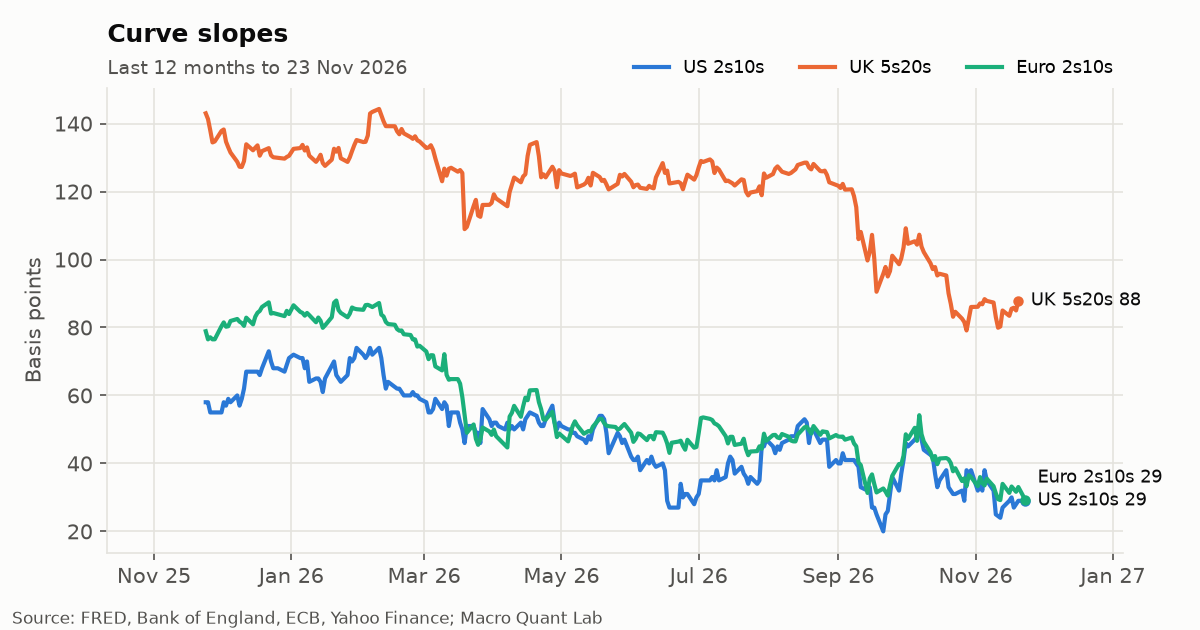 Curve slopes
Last 12 months to 23 Nov 2026
US 2s10s
UK 5s20s
Euro 2s10s
Basis points
140
120
100
80
60
40
20
UK 5s20s 88
Euro 2s10s 29
US 2s10s 29
Nov 25
Jan 26
Mar 26
May 26
Jul 26
Sep 26
Nov 26
Jan 27
Source: FRED, Bank of England, ECB, Yahoo Finance; Macro Quant Lab